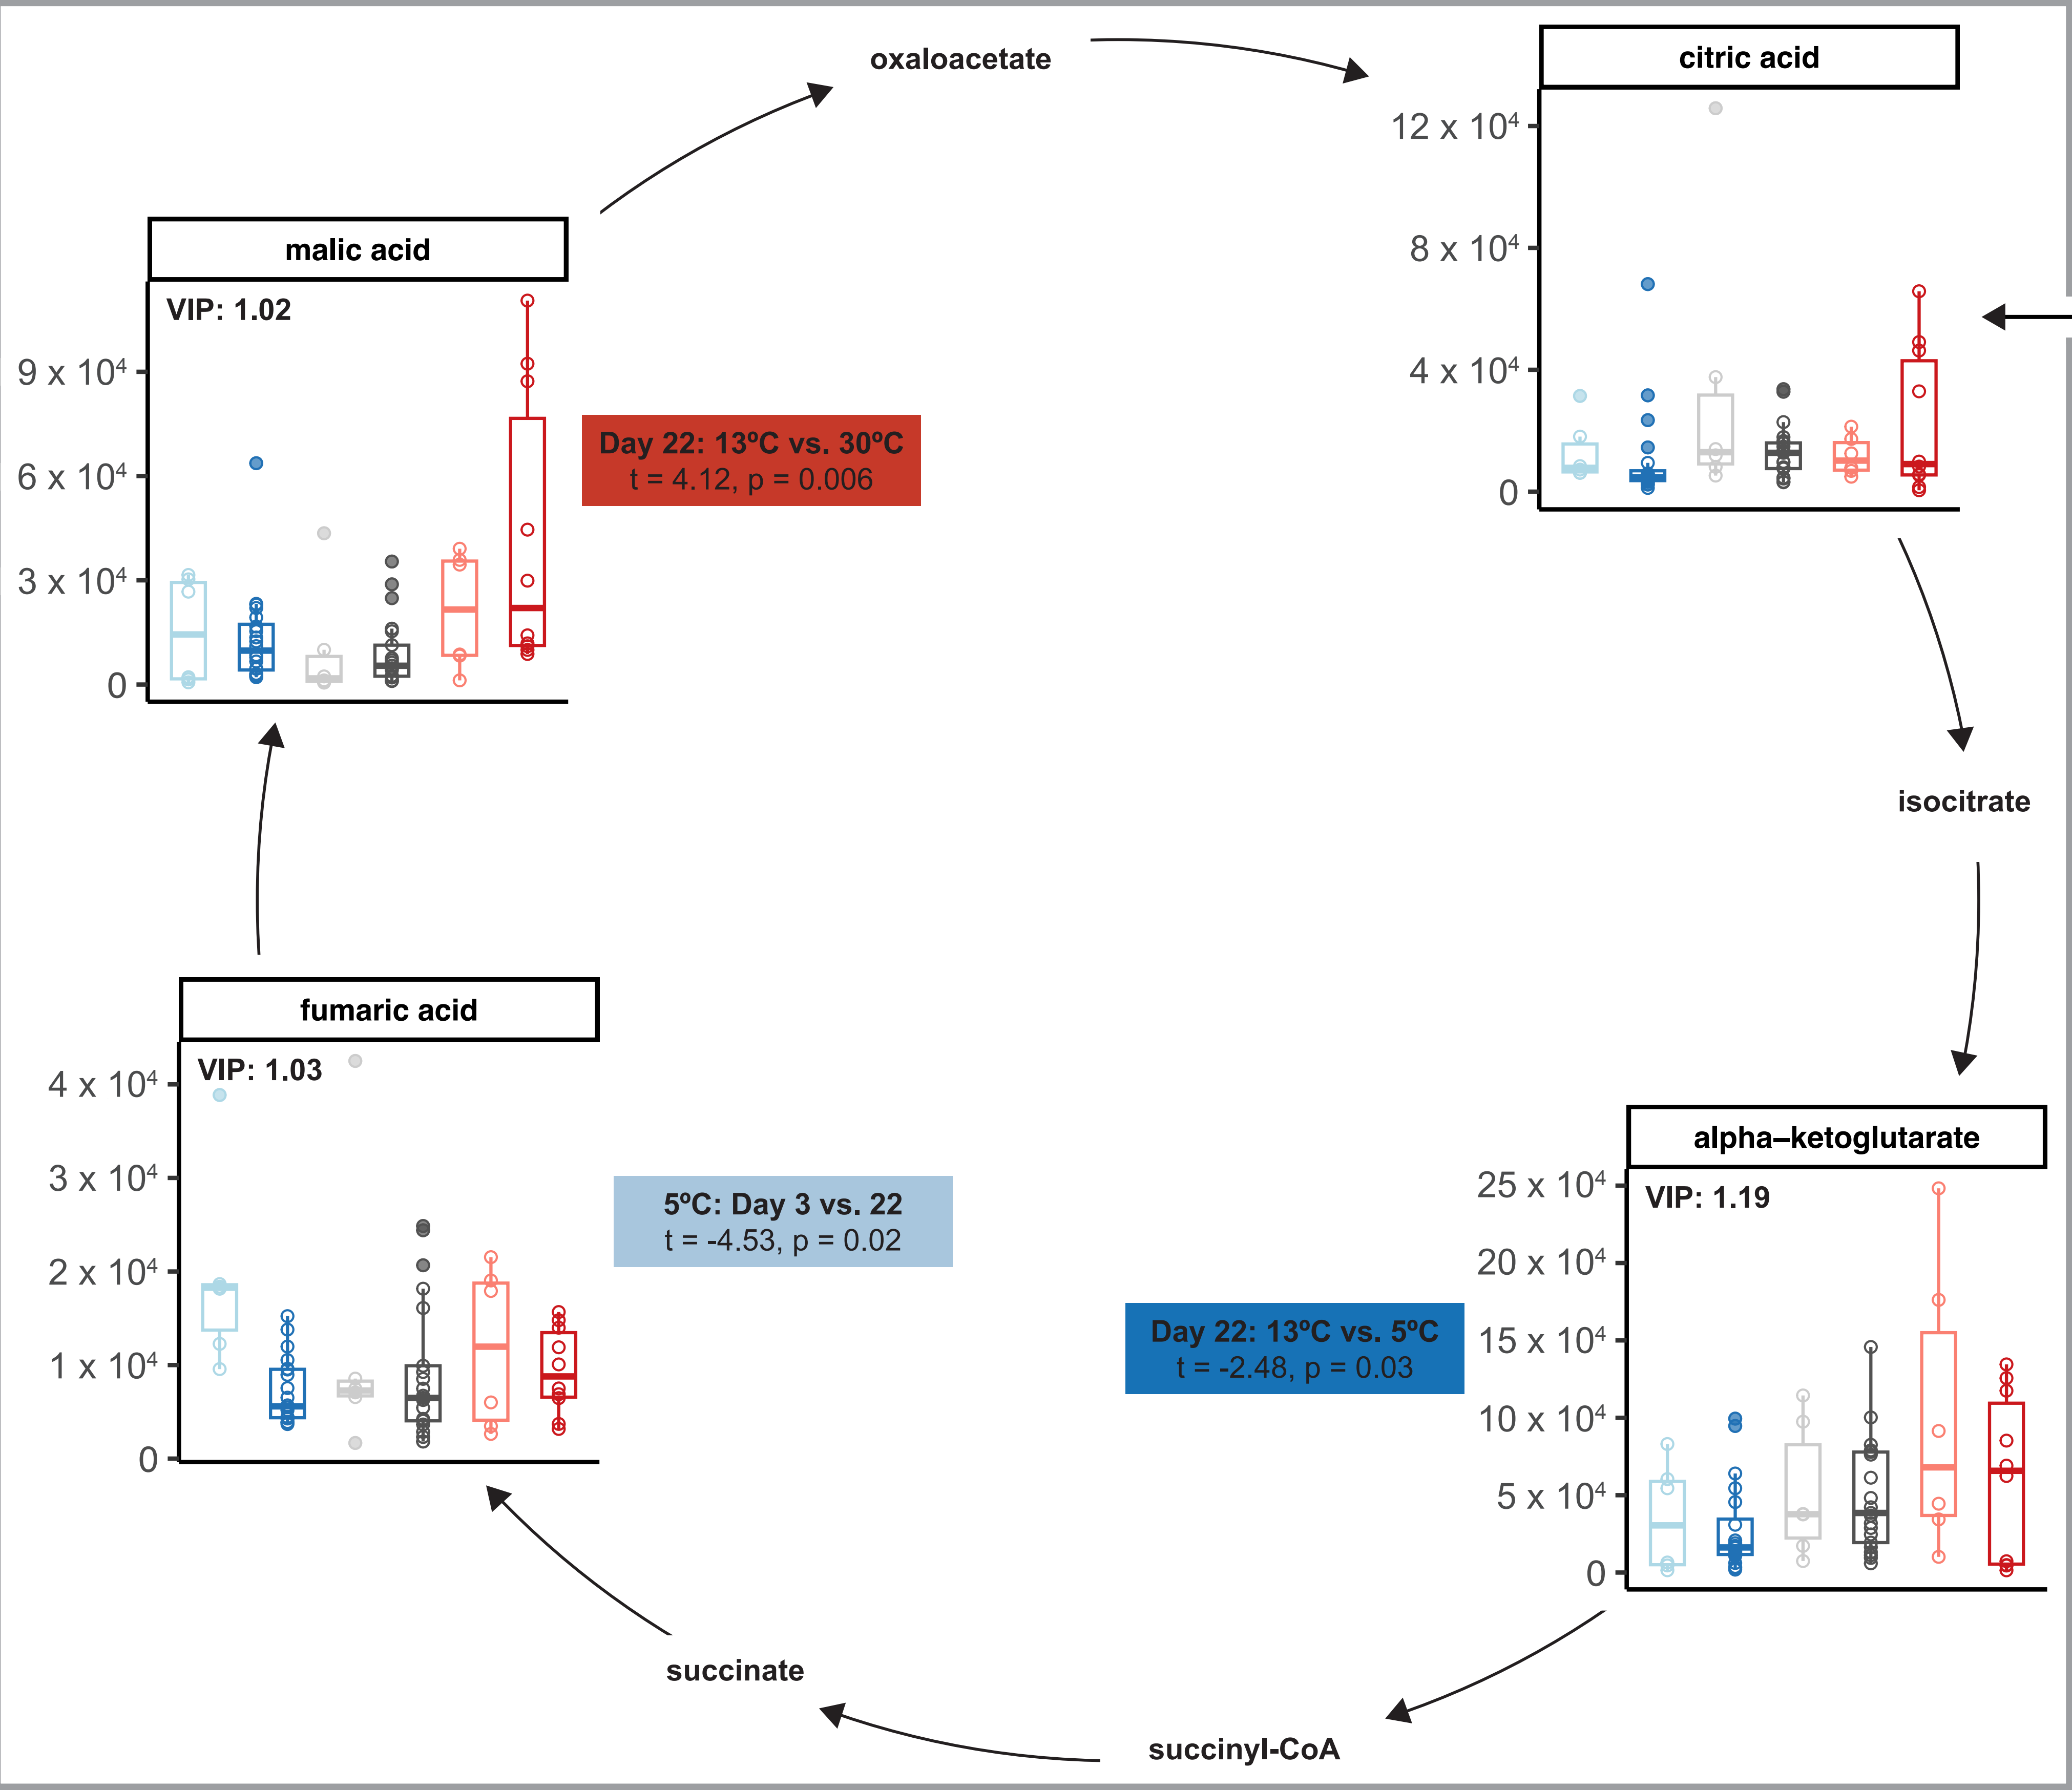 oxaloacetate
citric acid
12 x 10⁴
8 x 10⁴
4 x 10⁴
0
malic acid
VIP: 1.02
9 x 10⁴
6 x 10⁴
3 x 10⁴
0
Day 22: 13ºC vs. 30ºC
t = 4.12, p = 0.006
isocitrate
fumaric acid
VIP: 1.03
4 x 10⁴
3 x 10⁴
2 x 10⁴
1 x 10⁴
0
5ºC: Day 3 vs. 22
t = -4.53, p = 0.02
alpha–ketoglutarate
VIP: 1.19
25 x 10⁴
20 x 10⁴
15 x 10⁴
10 x 10⁴
5 x 10⁴
0
Day 22: 13ºC vs. 5ºC
t = -2.48, p = 0.03
succinate
succinyl-CoA